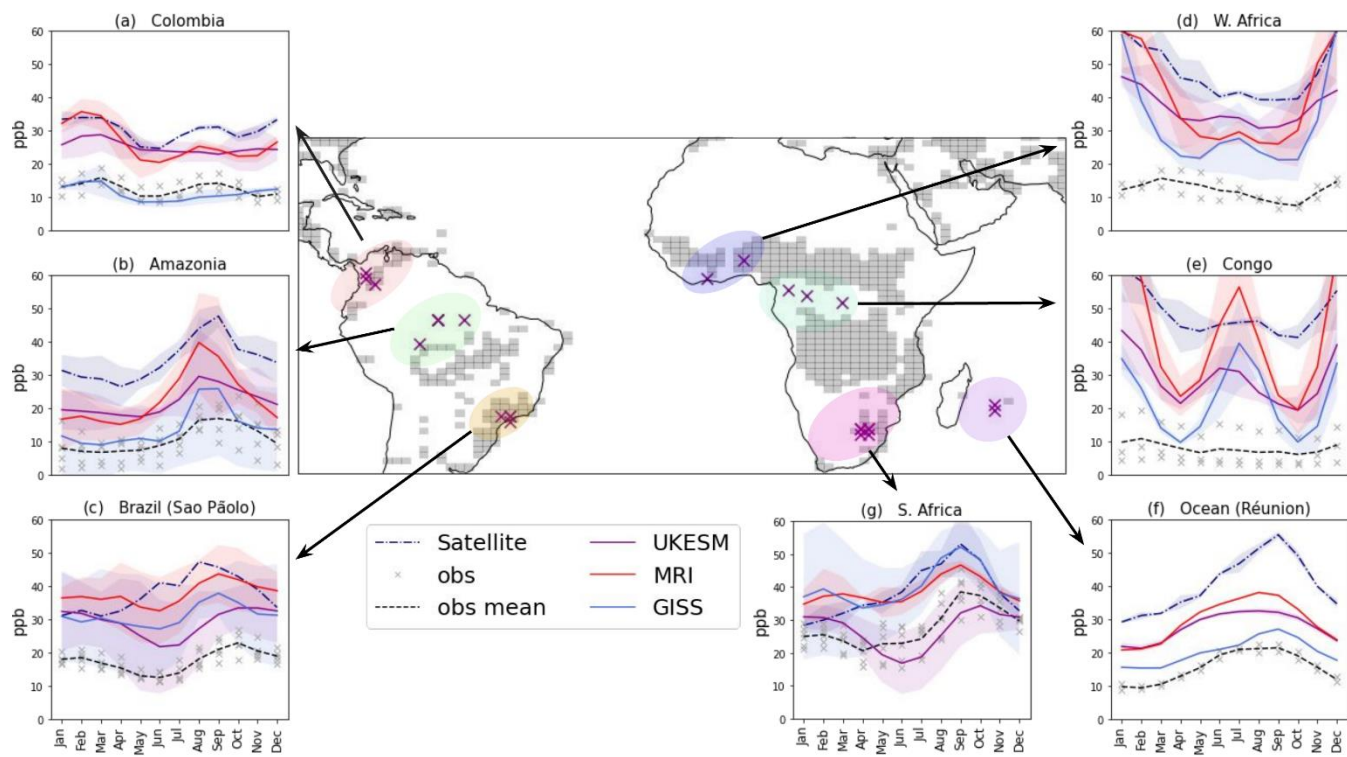 (a) Colombia
60
50
40
30
20
10
0
ppb
(b) Amazonia
60
50
40
30
20
10
0
ppb
(c) Brazil (Sao Pãolo)
60
50
40
30
20
10
0
ppb
Jan Feb Mar Apr May Jun Jul Aug Sep Oct Nov Dec
Satellite
obs
obs mean
UKESM
MRI
GISS
(d) W. Africa
60
50
40
30
20
10
0
ppb
(e) Congo
60
50
40
30
20
10
0
ppb
(g) S. Africa
60
50
40
30
20
10
0
ppb
Jan Feb Mar Apr May Jun Jul Aug Sep Oct Nov Dec
(f) Ocean (Réunion)
60
50
40
30
20
10
0
ppb
Jan Feb Mar Apr May Jun Jul Aug Sep Oct Nov Dec